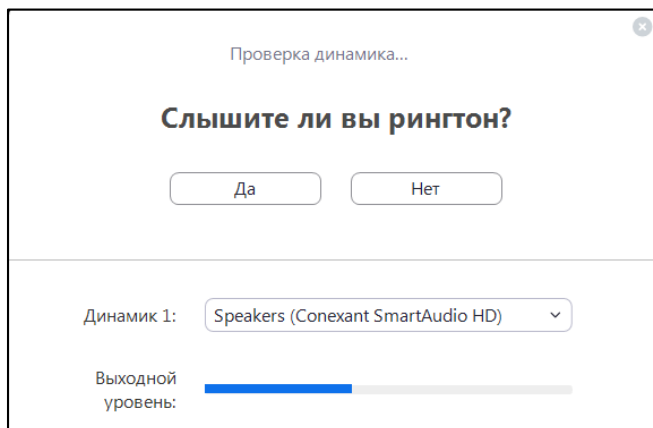 Проверка динамика...
Слышите ли вы рингтон?
Да
Нет
Динамик 1:
Speakers (Conexant SmartAudio HD)
Выходной
уровень: